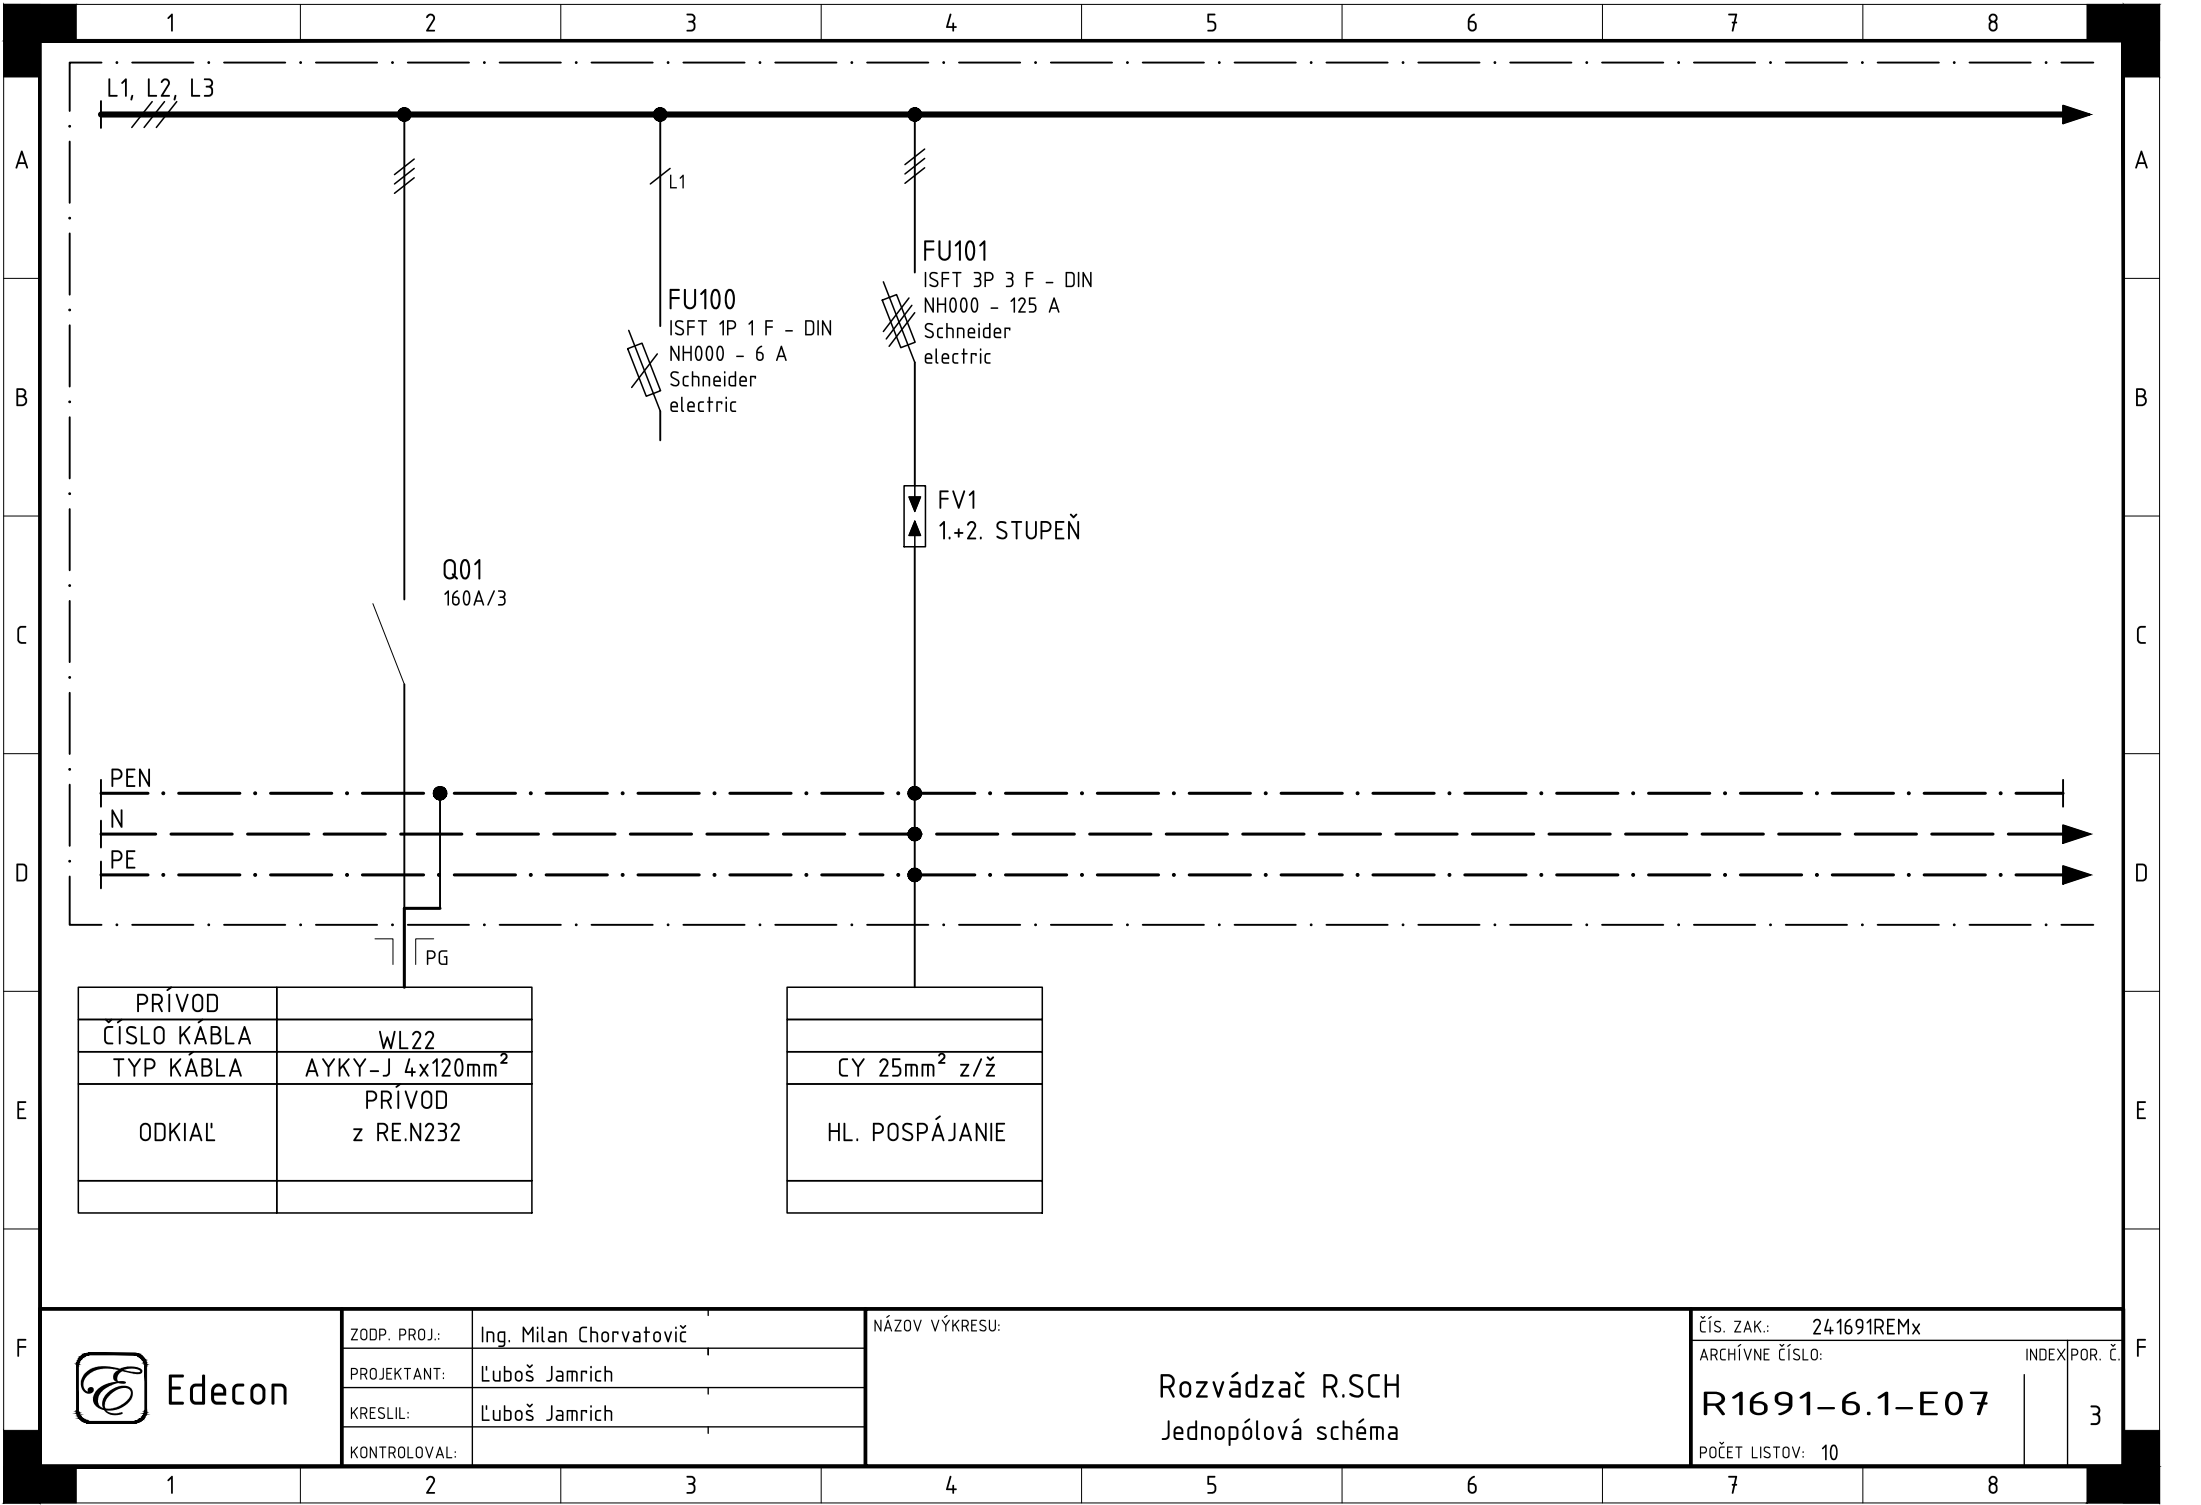 1 2 3 4 5 6 7 8
L1, L2, L3
A A
L1
FU101
ISFT 3P 3 F - DIN
NH000 - 125 A
Schneider
electric
FU100
ISFT 1P 1 F - DIN
NH000 - 6 A
Schneider
electric
B B
FV1
1.+2. STUPEŇ
Q01
160A/3
C C
PEN
N
PE
D D
PG
PRÍVOD
ČÍSLO KÁBLA WL22
TYP KÁBLA AYKY-J 4x120mm² CY 25mm² z/ž
PRÍVOD
ODKIAĽ z RE.N232 HL. POSPÁJANIE
E E
F F
Edecon
ZODP. PROJ.: Ing. Milan Chorvatovič
PROJEKTANT: Ľuboš Jamrich
KRESLIL: Ľuboš Jamrich
KONTROLOVAL:
NÁZOV VÝKRESU:
Rozvádzač R.SCH
Jednopólová schéma
ČÍS. ZAK.: 241691REMx
ARCHÍVNE ČÍSLO: INDEX POR. Č.
R1691-6.1-E07 3
POČET LISTOV: 10
1 2 3 4 5 6 7 8